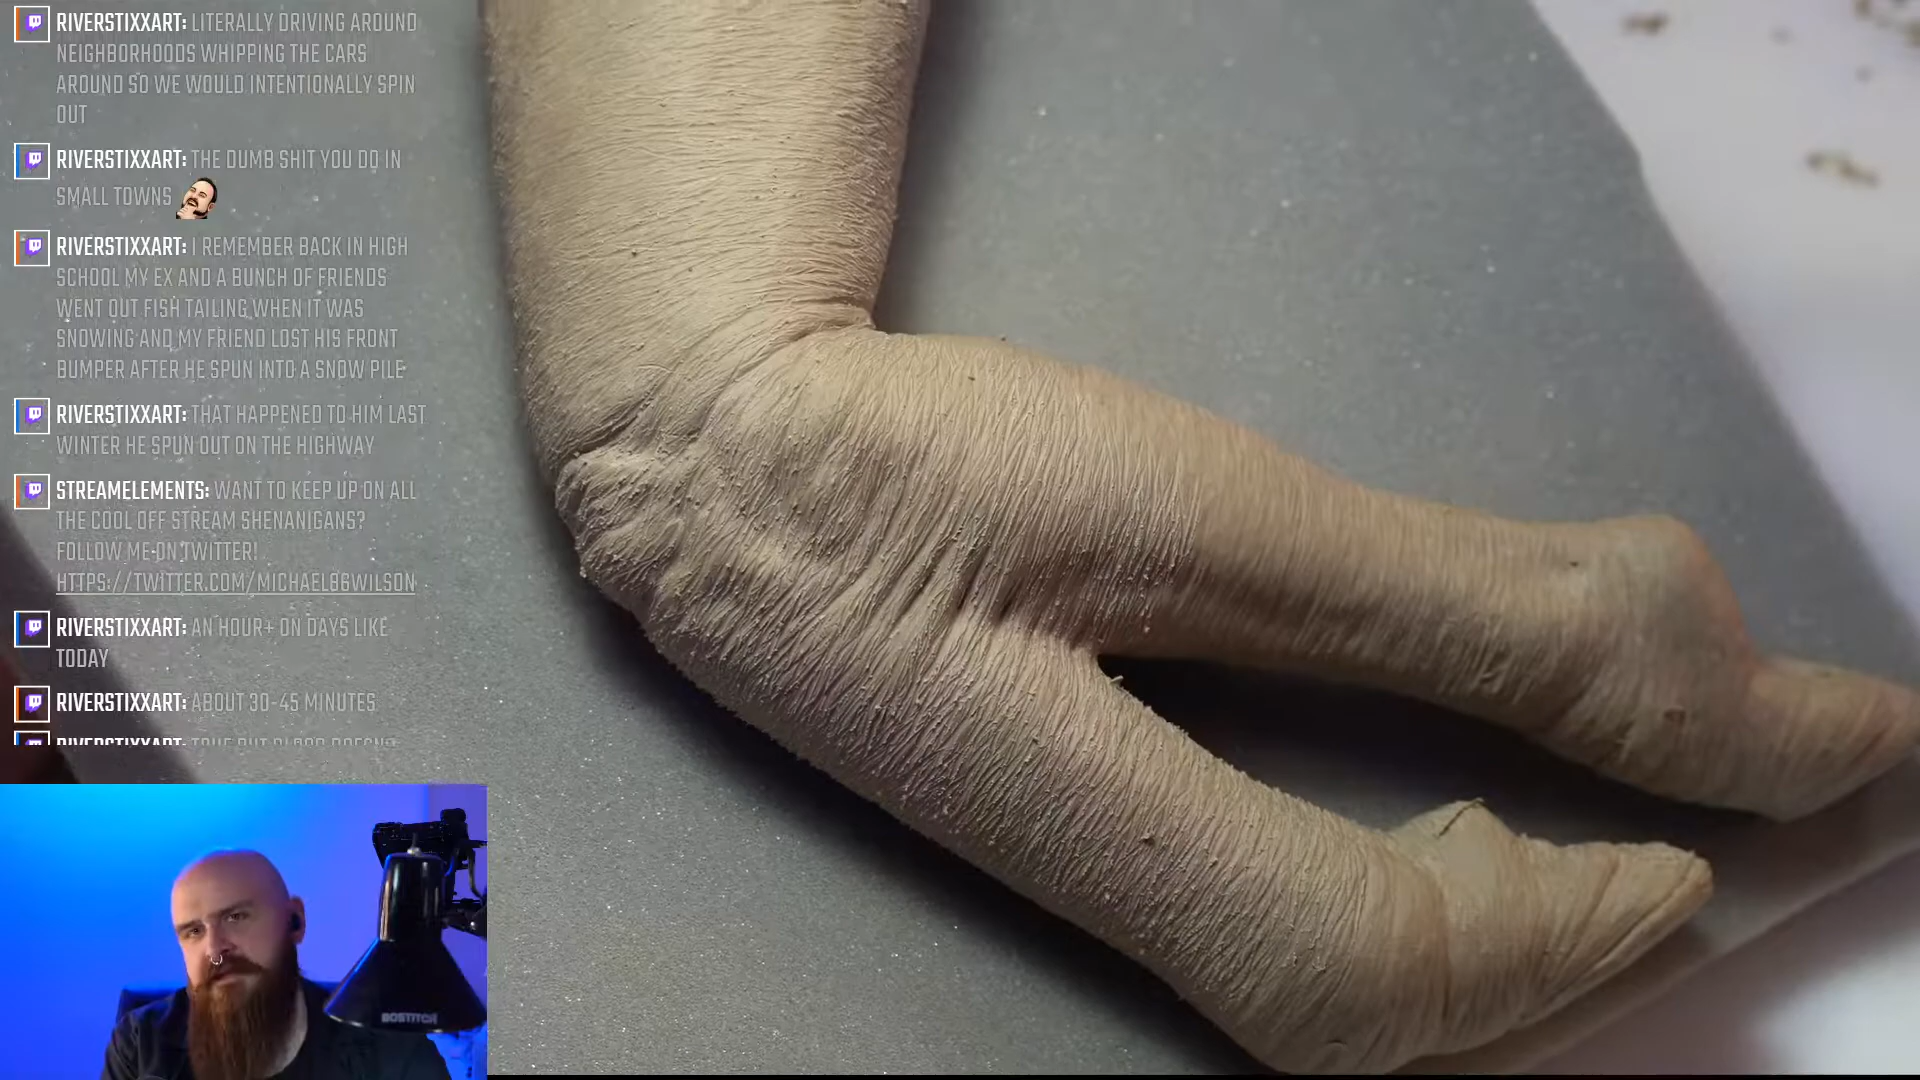 RIVERSTIXXART: LITERALLY DRIVING AROUND
NEIGHBORHOODS WHIPPING THE CARS
AROUND SO WE WOULD INTENTIONALLY SPIN
OUT
RIVERSTIXXART: THE DUMB SHIT YOU DO IN
SMALL TOWNS
RIVERSTIXXART: I REMEMBER BACK IN HIGH
SCHOOL MY EX AND A BUNCH OF FRIENDS
WENT OUT FISH TAILING WHEN IT WAS
SNOWING AND MY FRIEND LOST HIS FRONT
BUMPER AFTER HE SPUN INTO A SNOW PILE
RIVERSTIXXART: THAT HAPPENED TO HIM LAST
WINTER HE SPUN OUT ON THE HIGHWAY
STREAMELEMENTS: WANT TO KEEP UP ON ALL
THE COOL OFF STREAM SHENANIGANS?
FOLLOW ME ON TWITTER!
HTTPS://TWITTER.COM/MICHAEL86WILSON
RIVERSTIXXART: AN HOUR+ ON DAYS LIKE
TODAY
RIVERSTIXXART: ABOUT 30-45 MINUTES
RIVERSTIXXART:
BOSTITCH